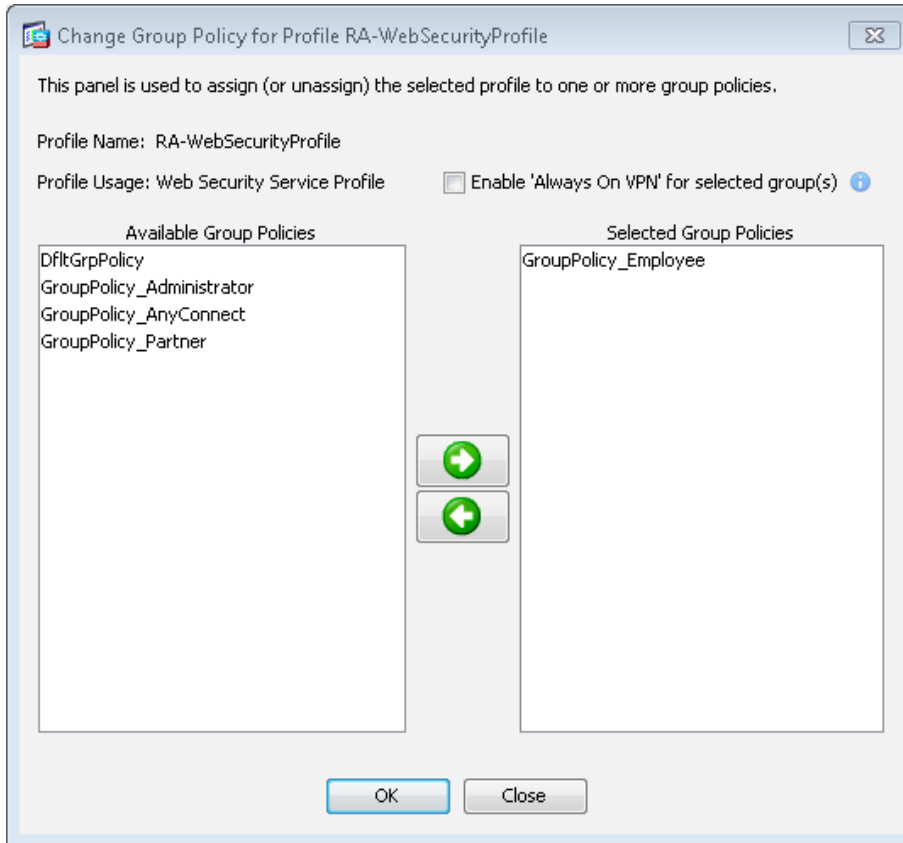 Change Group Policy for Profile RA-WebSecurityProfile
This panel is used to assign (or unassign) the selected profile to one or more group policies.
Profile Name: RA-WebSecurityProfile
Profile Usage: Web Security Service Profile
Enable 'Always On VPN' for selected group(s)
Available Group Policies
DfltGrpPolicy
GroupPolicy_Administrator
GroupPolicy_AnyConnect
GroupPolicy_Partner
Selected Group Policies
GroupPolicy_Employee
OK
Close